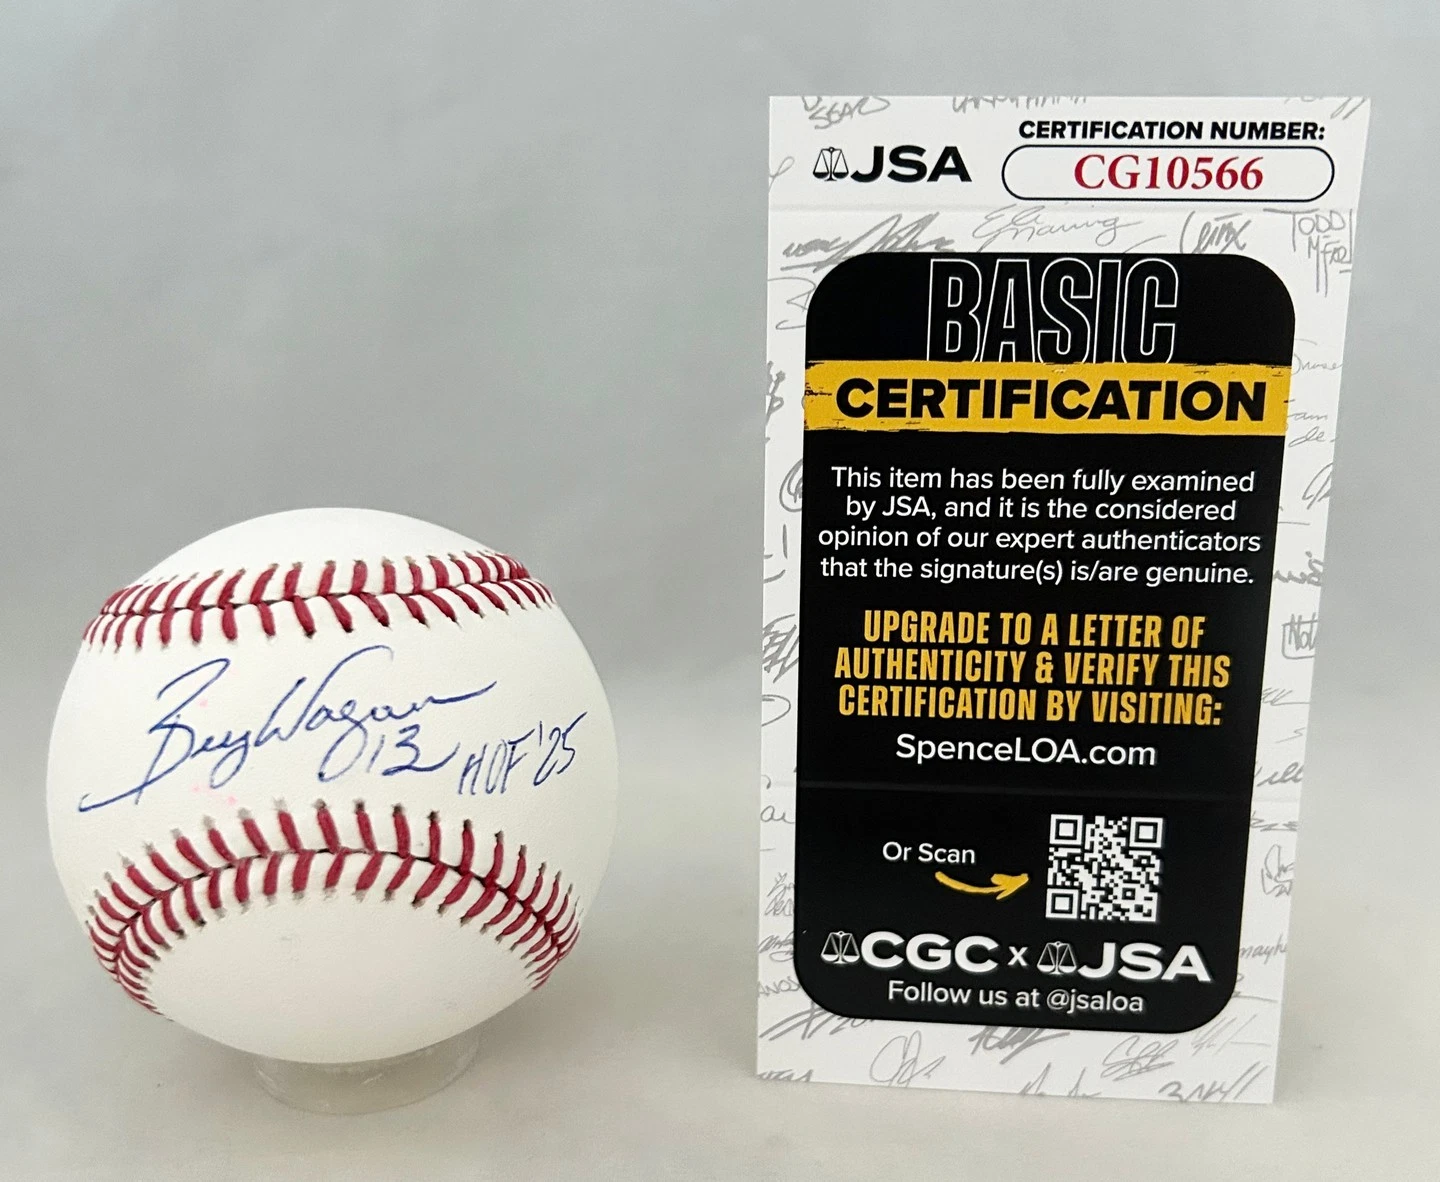 Billy Wagner
13 HOF '25
JSA
CERTIFICATION NUMBER:
CG10566
BASIC
CERTIFICATION
This item has been fully examined
by JSA, and it is the considered
opinion of our expert authenticators
that the signature(s) is/are genuine.
UPGRADE TO A LETTER OF
AUTHENTICITY & VERIFY THIS
CERTIFICATION BY VISITING:
SpenceLOA.com
Or Scan
CGC x JSA
Follow us at @jsaloa